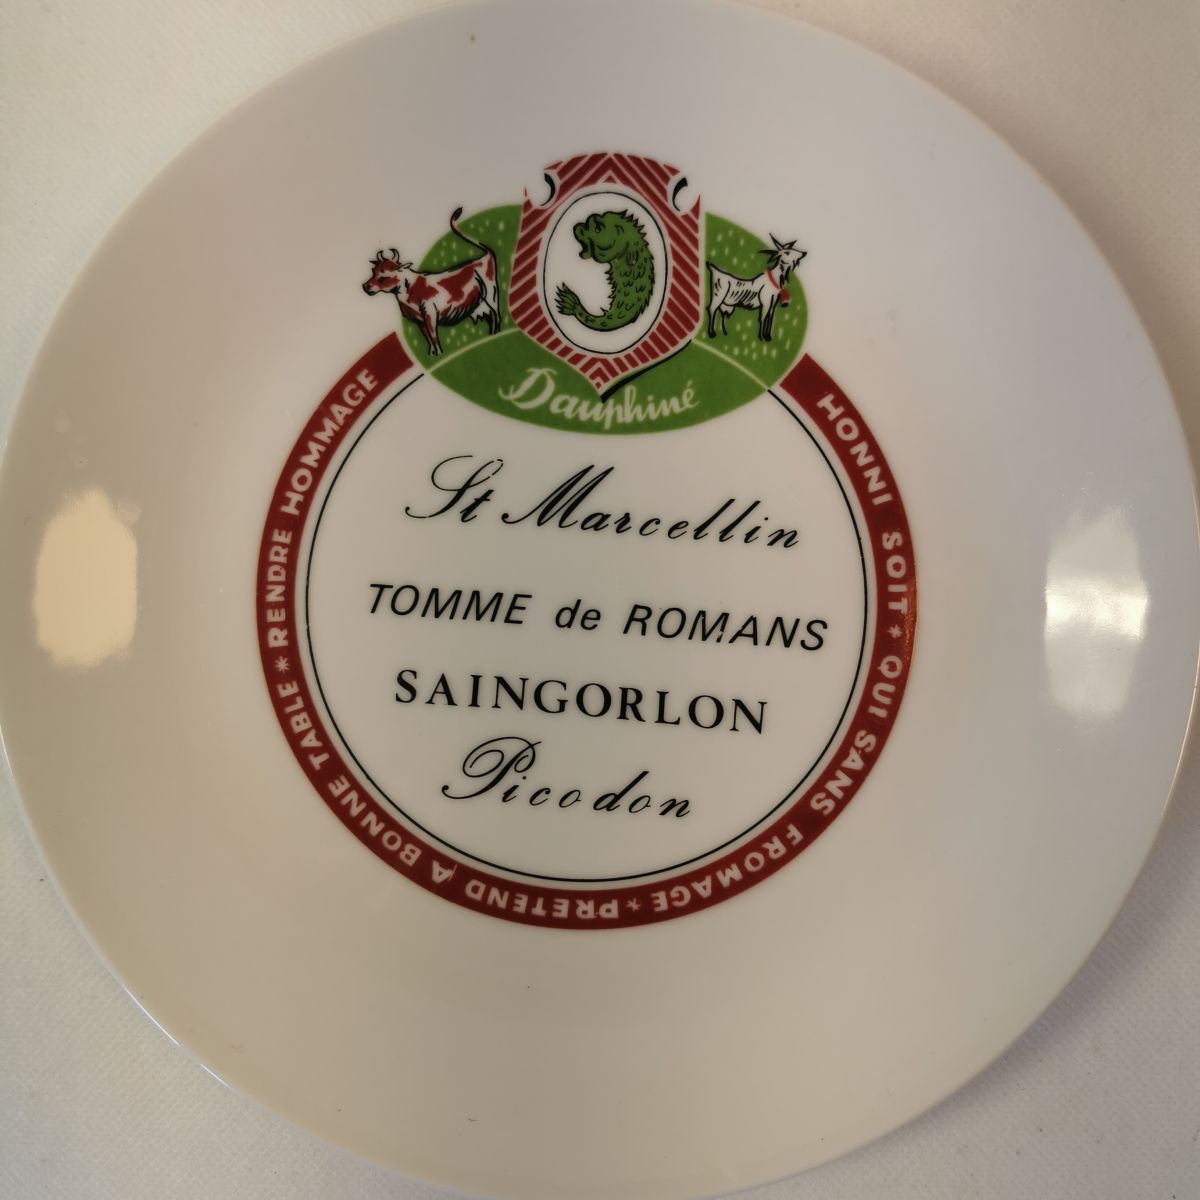 Dauphiné
St Marcellin
TOMME de ROMANS
SAINGORLON
Picodon
HONNI SOIT * QUI SANS FROMAGE * PRETEND A BONNE TABLE * RENDRE HOMMAGE